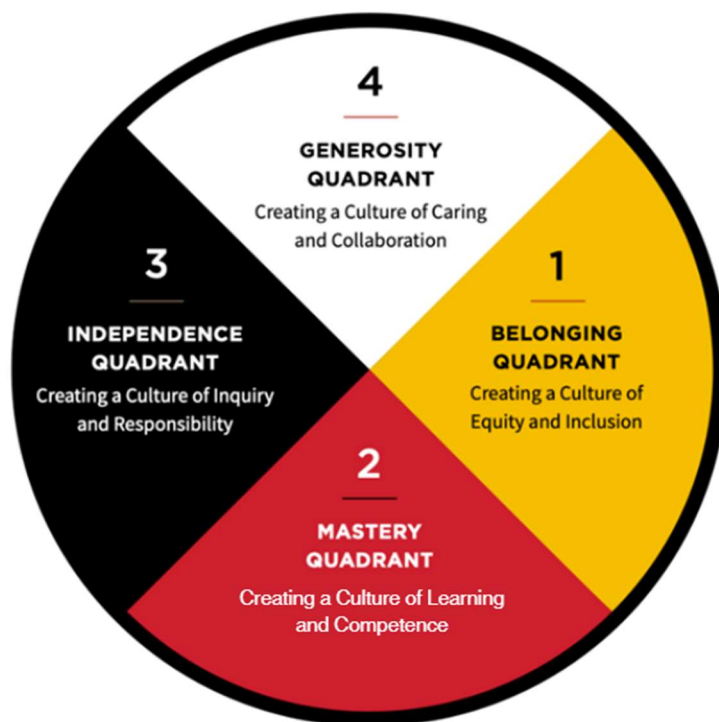 4
GENEROSITY
QUADRANT
Creating a Culture of Caring
and Collaboration
3
INDEPENDENCE
QUADRANT
Creating a Culture of Inquiry
and Responsibility
1
BELONGING
QUADRANT
Creating a Culture of
Equity and Inclusion
2
MASTERY
QUADRANT
Creating a Culture of Learning
and Competence